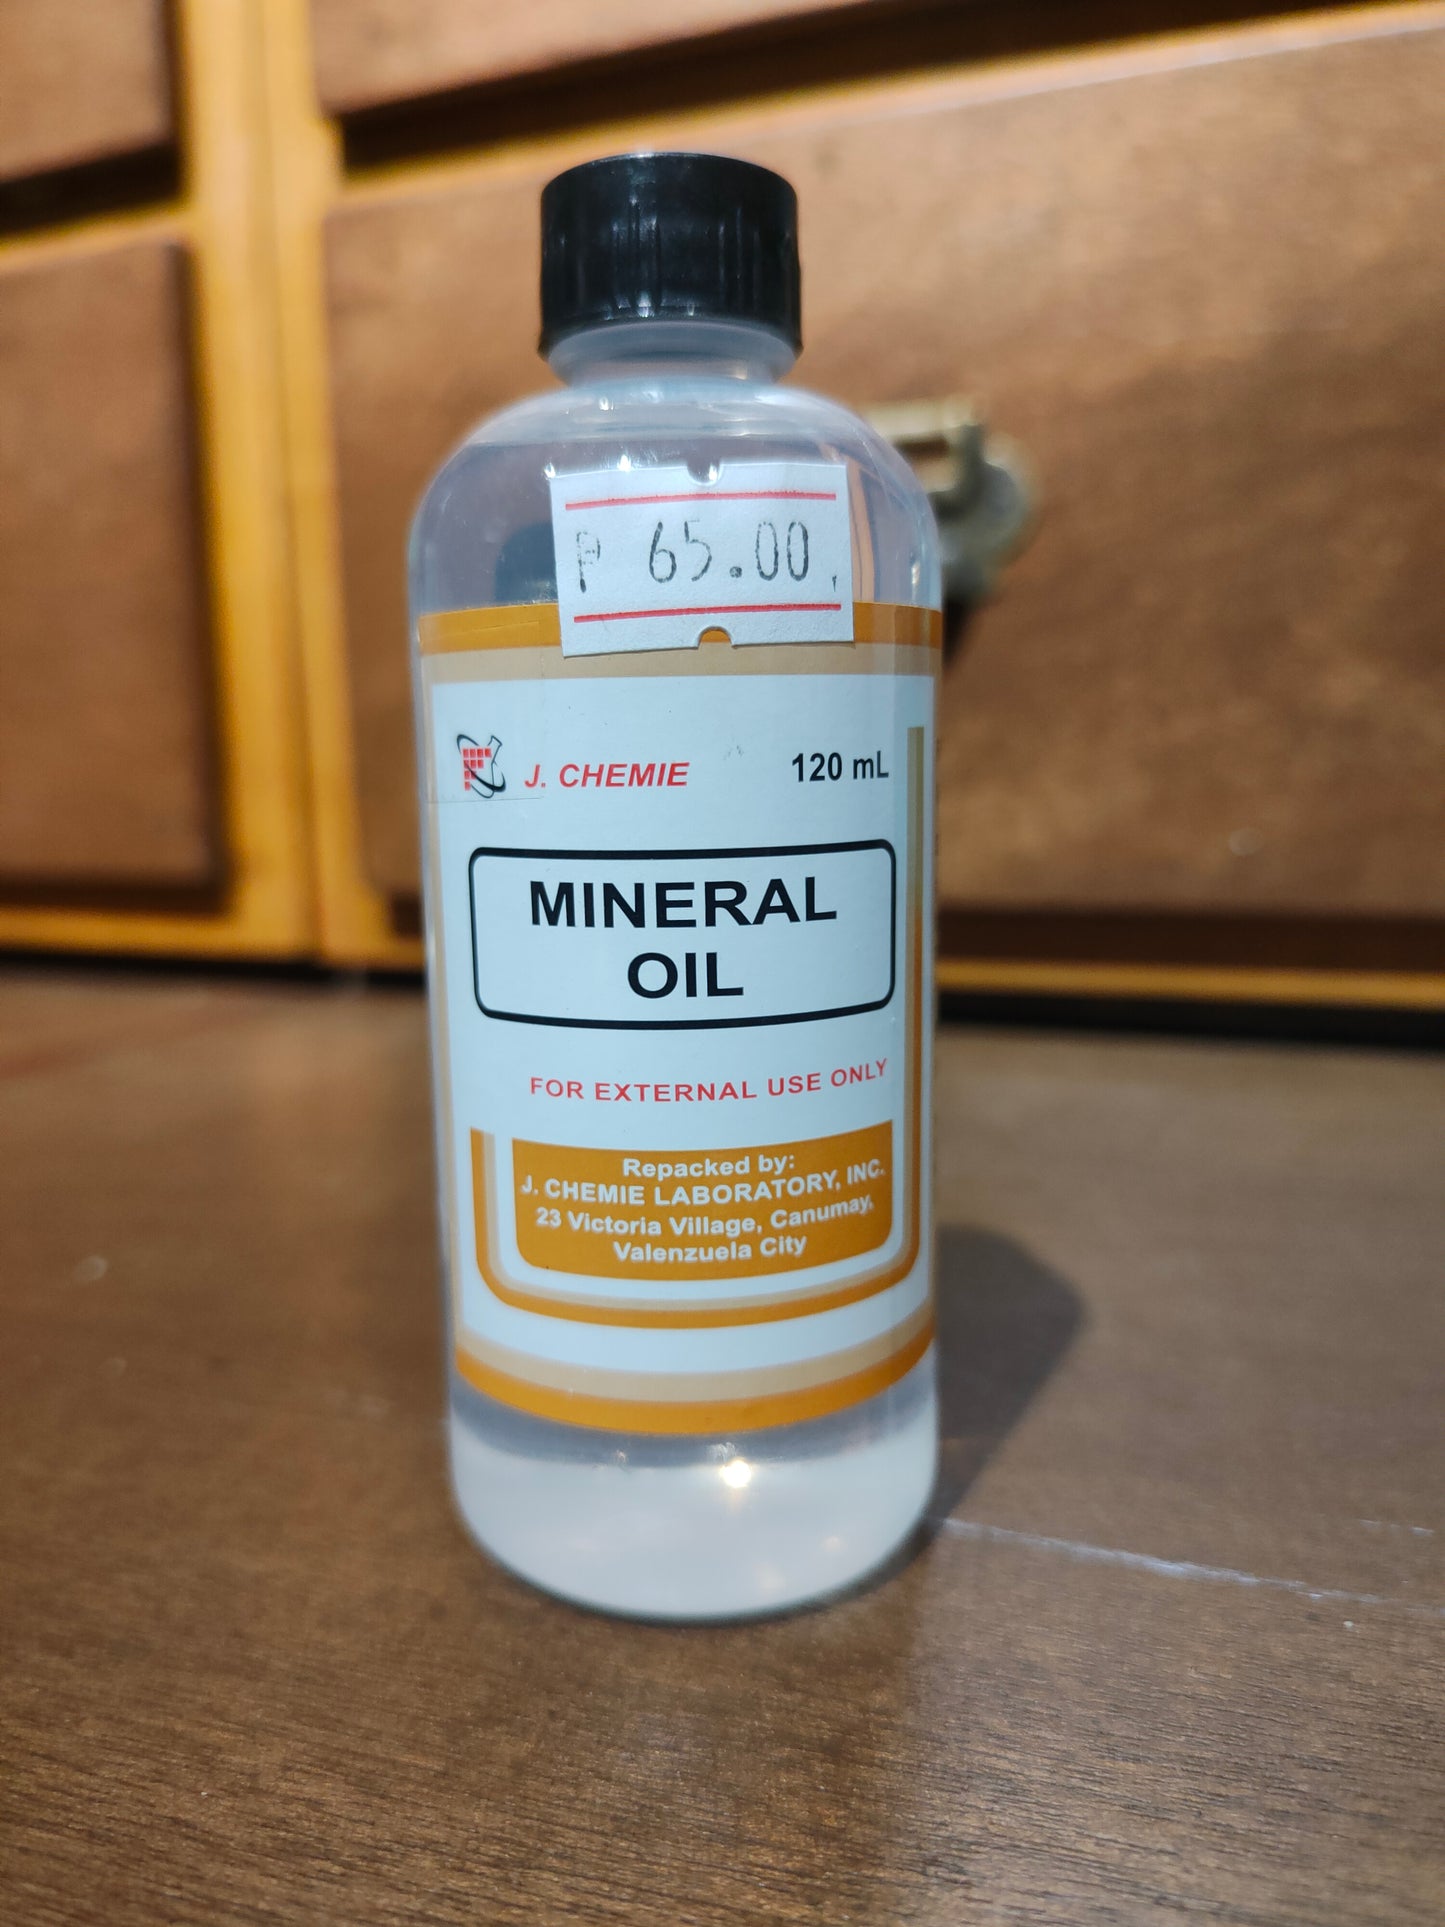 P 65.00
J. CHEMIE
120 mL
MINERAL
OIL
FOR EXTERNAL USE ONLY
Repacked by:
J. CHEMIE LABORATORY, INC.
23 Victoria Village, Canumay,
Valenzuela City